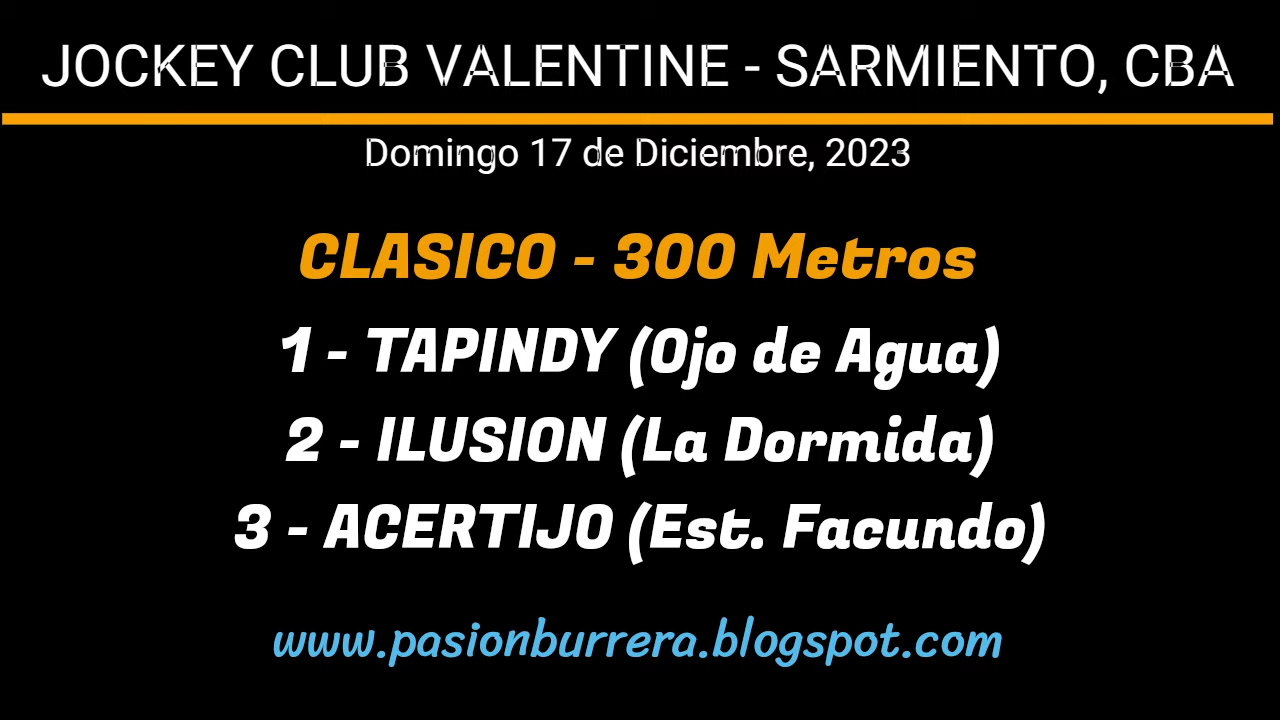 JOCKEY CLUB VALENTINE - SARMIENTO, CBA
Domingo 17 de Diciembre, 2023
CLASICO - 300 Metros
1 - TAPINDY (Ojo de Agua)
2 - ILUSION (La Dormida)
3 - ACERTIJO (Est. Facundo)
www.pasionburrera.blogspot.com